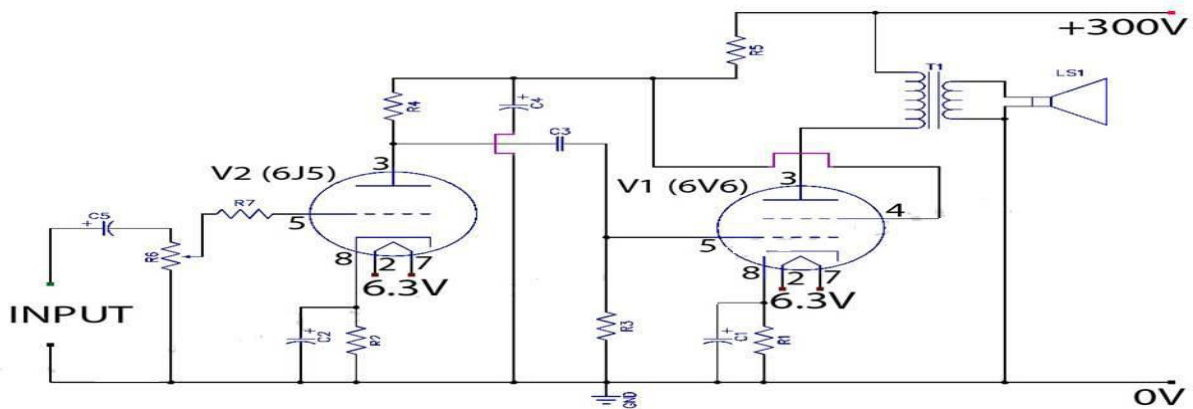 +300V
R5
T1
LS1
R4
C4
C3
3
V2 (6J5)
V1 (6V6)
3
R7
4
C5
5
5
R6
8
2
7
8
2
7
6.3V
6.3V
INPUT
C2
R2
R3
C1
R1
GND
0V